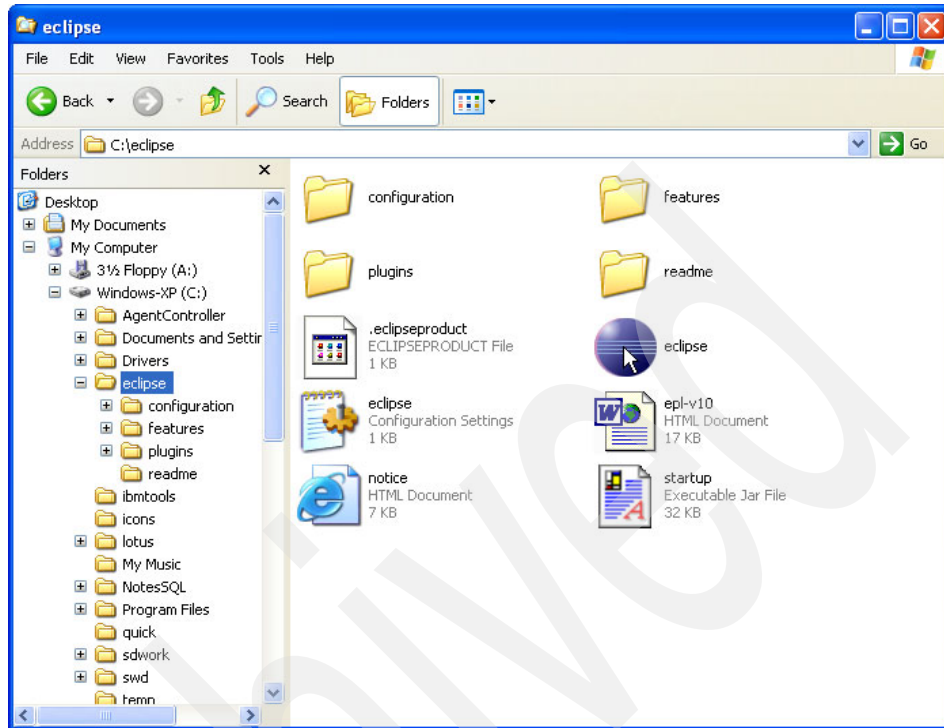 eclipse
File Edit View Favorites Tools Help
Back Search Folders
Address C:\eclipse Go
Folders
Desktop
My Documents
My Computer
3½ Floppy (A:)
Windows-XP (C:)
AgentController
Documents and Settir
Drivers
eclipse
configuration
features
plugins
readme
ibmtools
icons
lotus
My Music
NotesSQL
Program Files
quick
sdwork
swd
temp
configuration
features
plugins
readme
.eclipseproduct
ECLIPSEPRODUCT File
1 KB
eclipse
eclipse
Configuration Settings
1 KB
epl-v10
HTML Document
17 KB
notice
HTML Document
7 KB
startup
Executable Jar File
32 KB